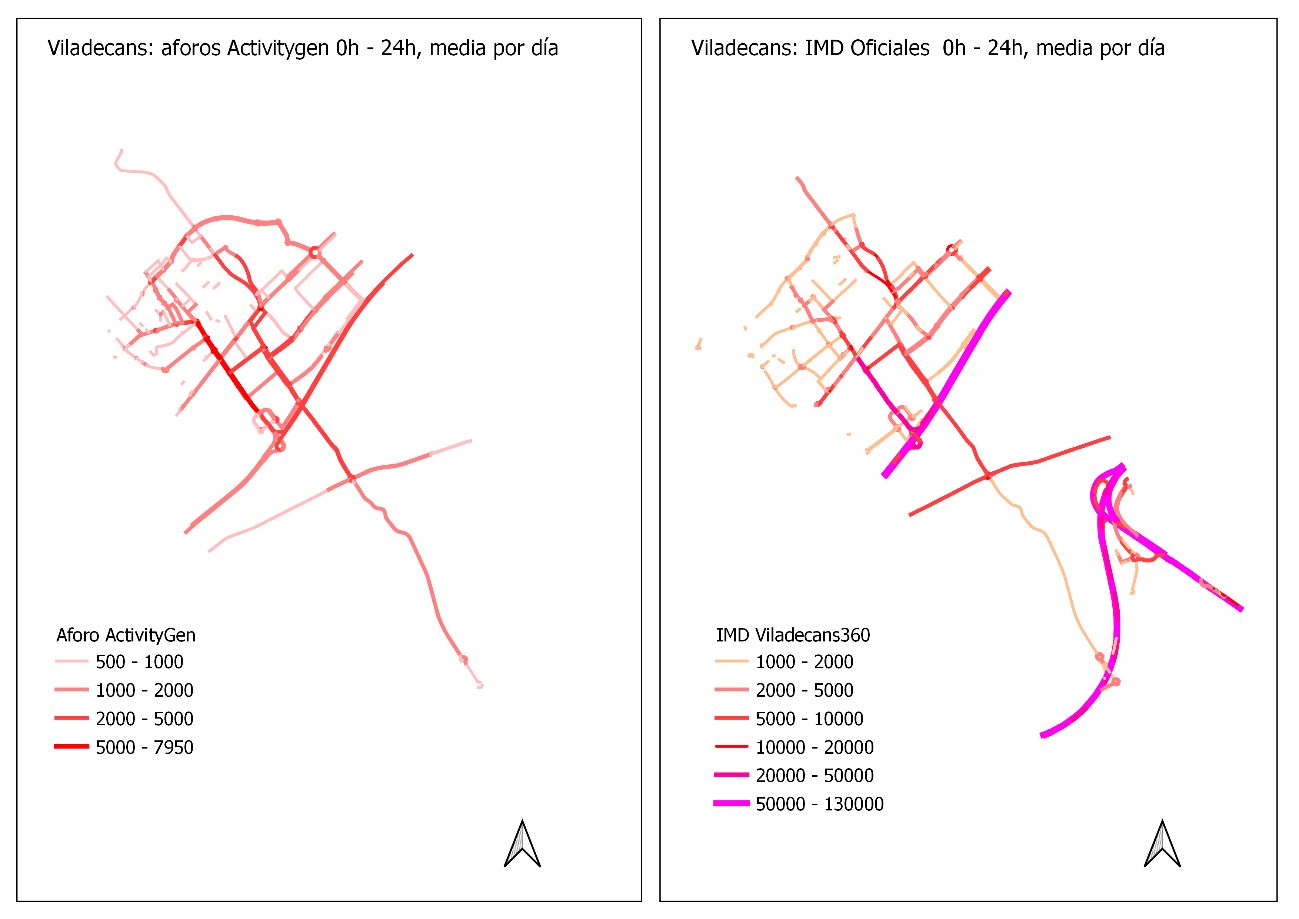 Viladecans: aforos Activitygen 0h - 24h, media por día
Aforo ActivityGen
500 - 1000
1000 - 2000
2000 - 5000
5000 - 7950
Viladecans: IMD Oficiales  0h - 24h, media por día
IMD Viladecans360
1000 - 2000
2000 - 5000
5000 - 10000
10000 - 20000
20000 - 50000
50000 - 130000